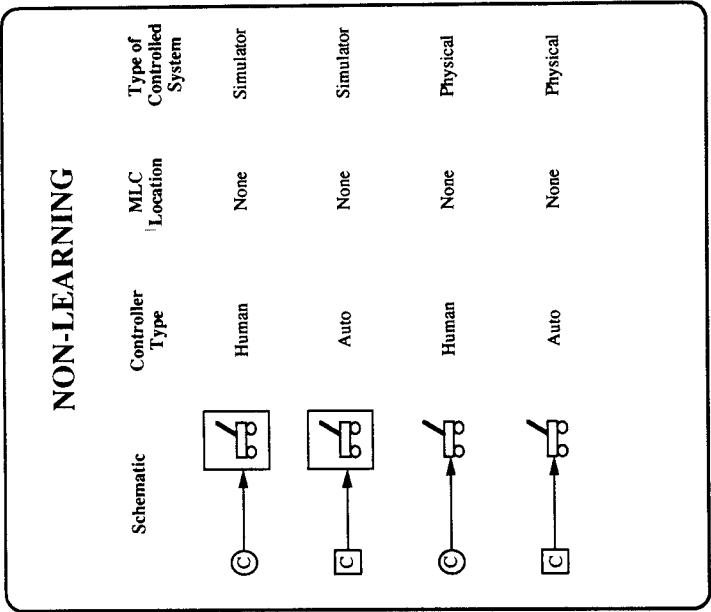 NON-LEARNING
Schematic Controller Type MLC Location Type of Controlled System
C Human None Simulator
C Auto None Simulator
C Human None Physical
C Auto None Physical